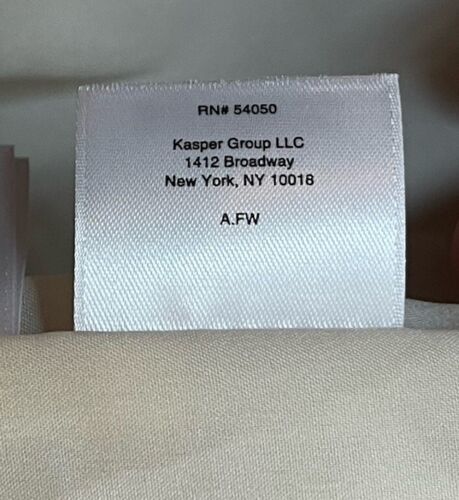 RN# 54050
Kasper Group LLC
1412 Broadway
New York, NY 10018
A.FW